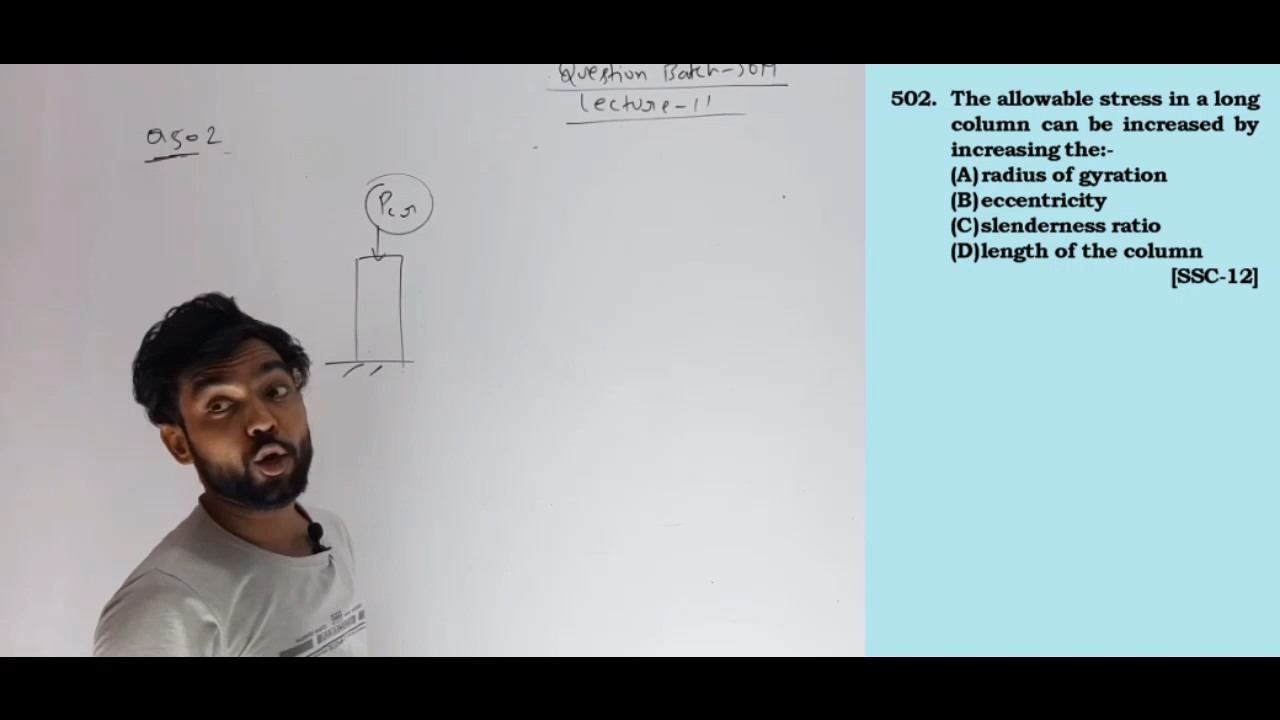 Question Batch-SOM
Lecture-11
Q502
Pcr
502. The allowable stress in a long
column can be increased by
increasing the:-
(A)radius of gyration
(B)eccentricity
(C)slenderness ratio
(D)length of the column
[SSC-12]